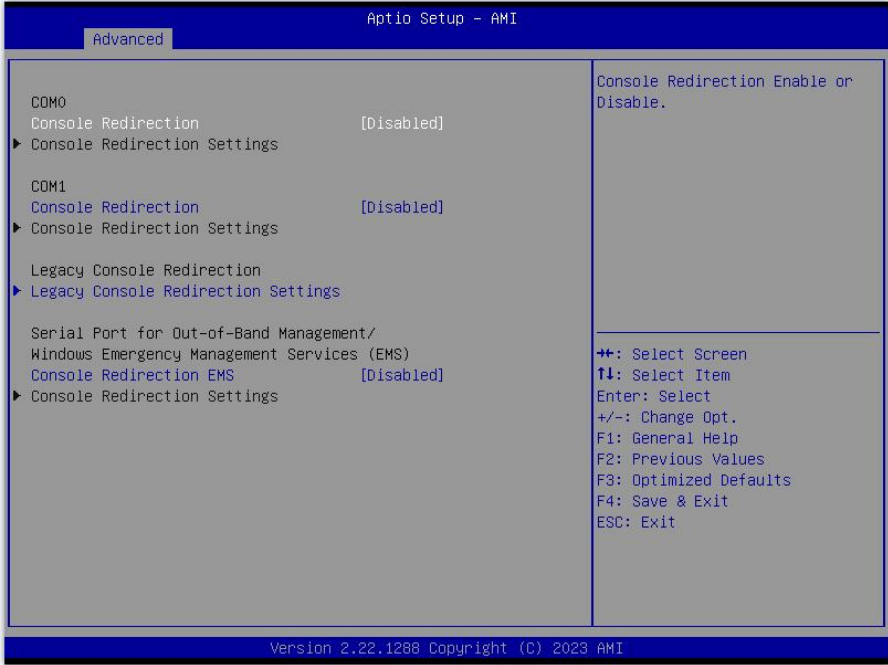 Aptio Setup – AMI
Advanced
COM0
Console Redirection [Disabled]
▶ Console Redirection Settings
COM1
Console Redirection [Disabled]
▶ Console Redirection Settings
Legacy Console Redirection
▶ Legacy Console Redirection Settings
Serial Port for Out-of-Band Management/
Windows Emergency Management Services (EMS)
Console Redirection EMS [Disabled]
▶ Console Redirection Settings
Console Redirection Enable or
Disable.
→←: Select Screen
↑↓: Select Item
Enter: Select
+/-: Change Opt.
F1: General Help
F2: Previous Values
F3: Optimized Defaults
F4: Save & Exit
ESC: Exit
Version 2.22.1288 Copyright (C) 2023 AMI